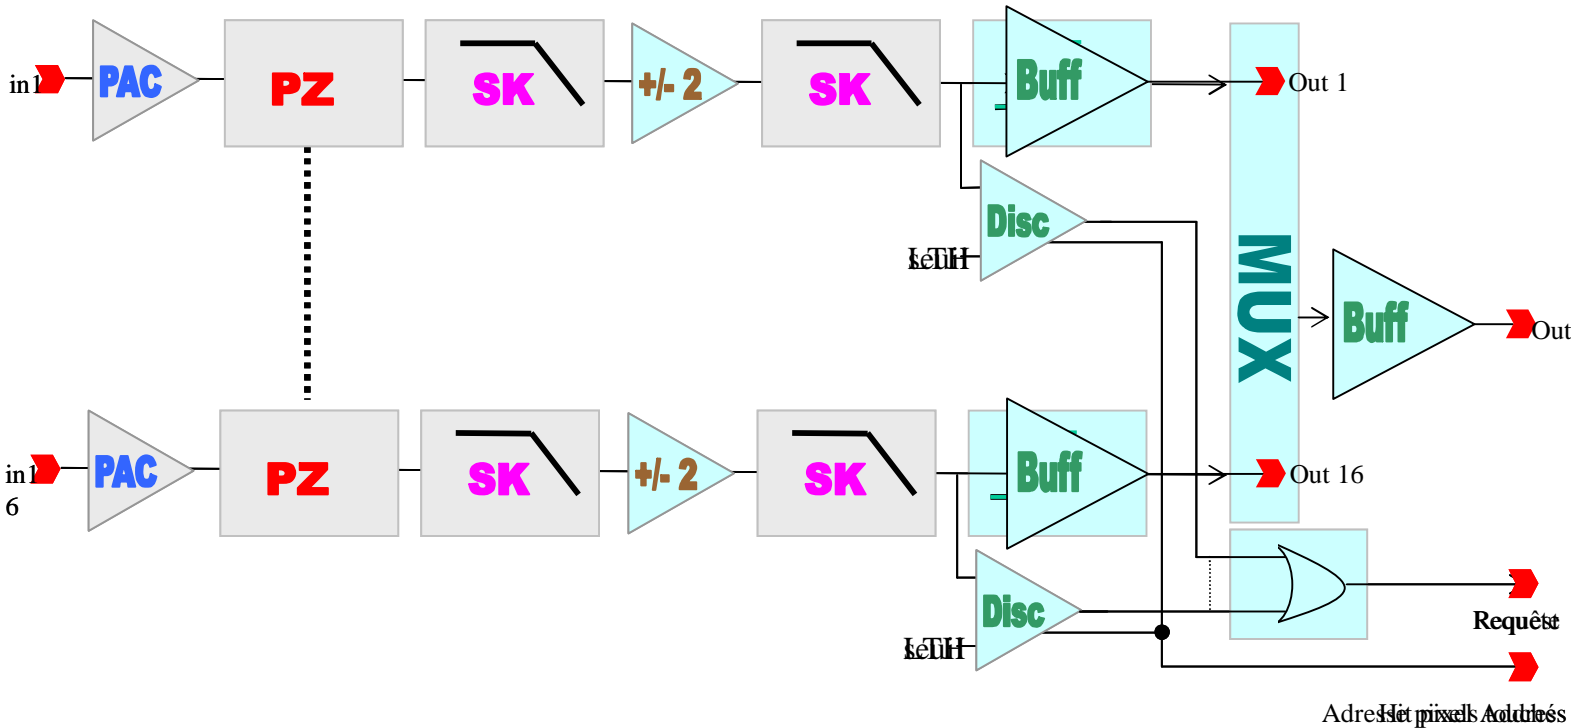 in1
PAC
PZ
SK
+/- 2
SK
Buff
Out 1
Disc
MUX
Buff
Out
in1
6
PAC
PZ
SK
+/- 2
SK
Buff
Out 16
Disc
Requête